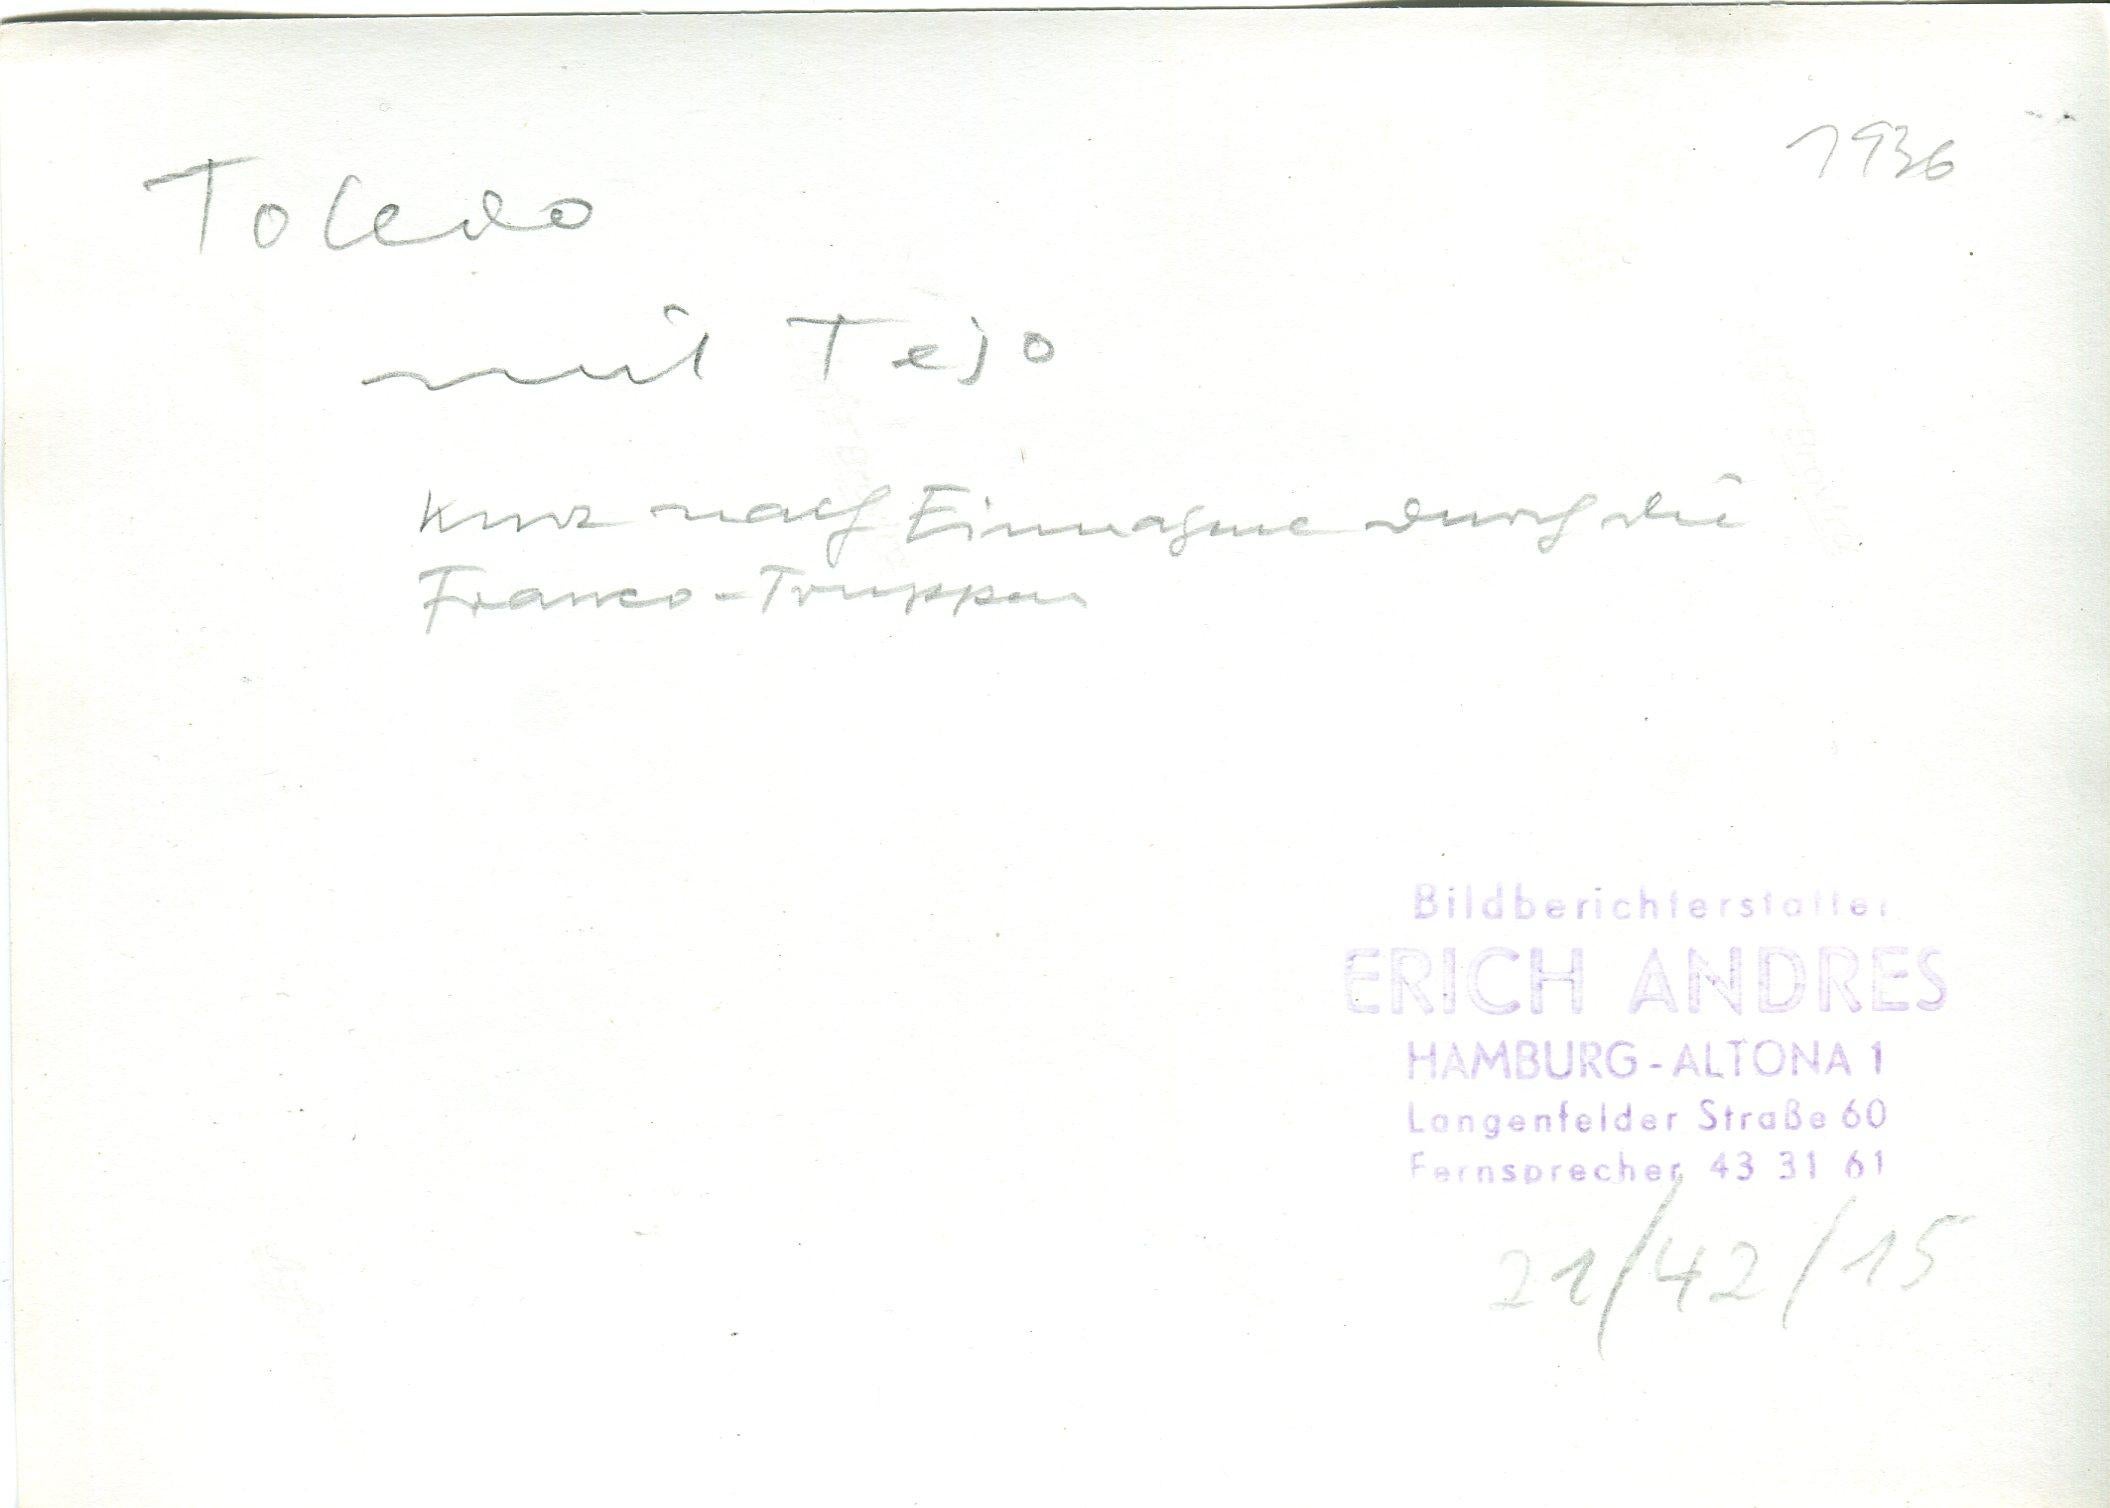 1936
Toledo
mit Tejo
kurz nach Einnahme durch die
Franco-Truppen
Bildberichterstatter
ERICH ANDRES
HAMBURG-ALTONA 1
Langenfelder Straße 60
Fernsprecher 43 31 61
21/42/15